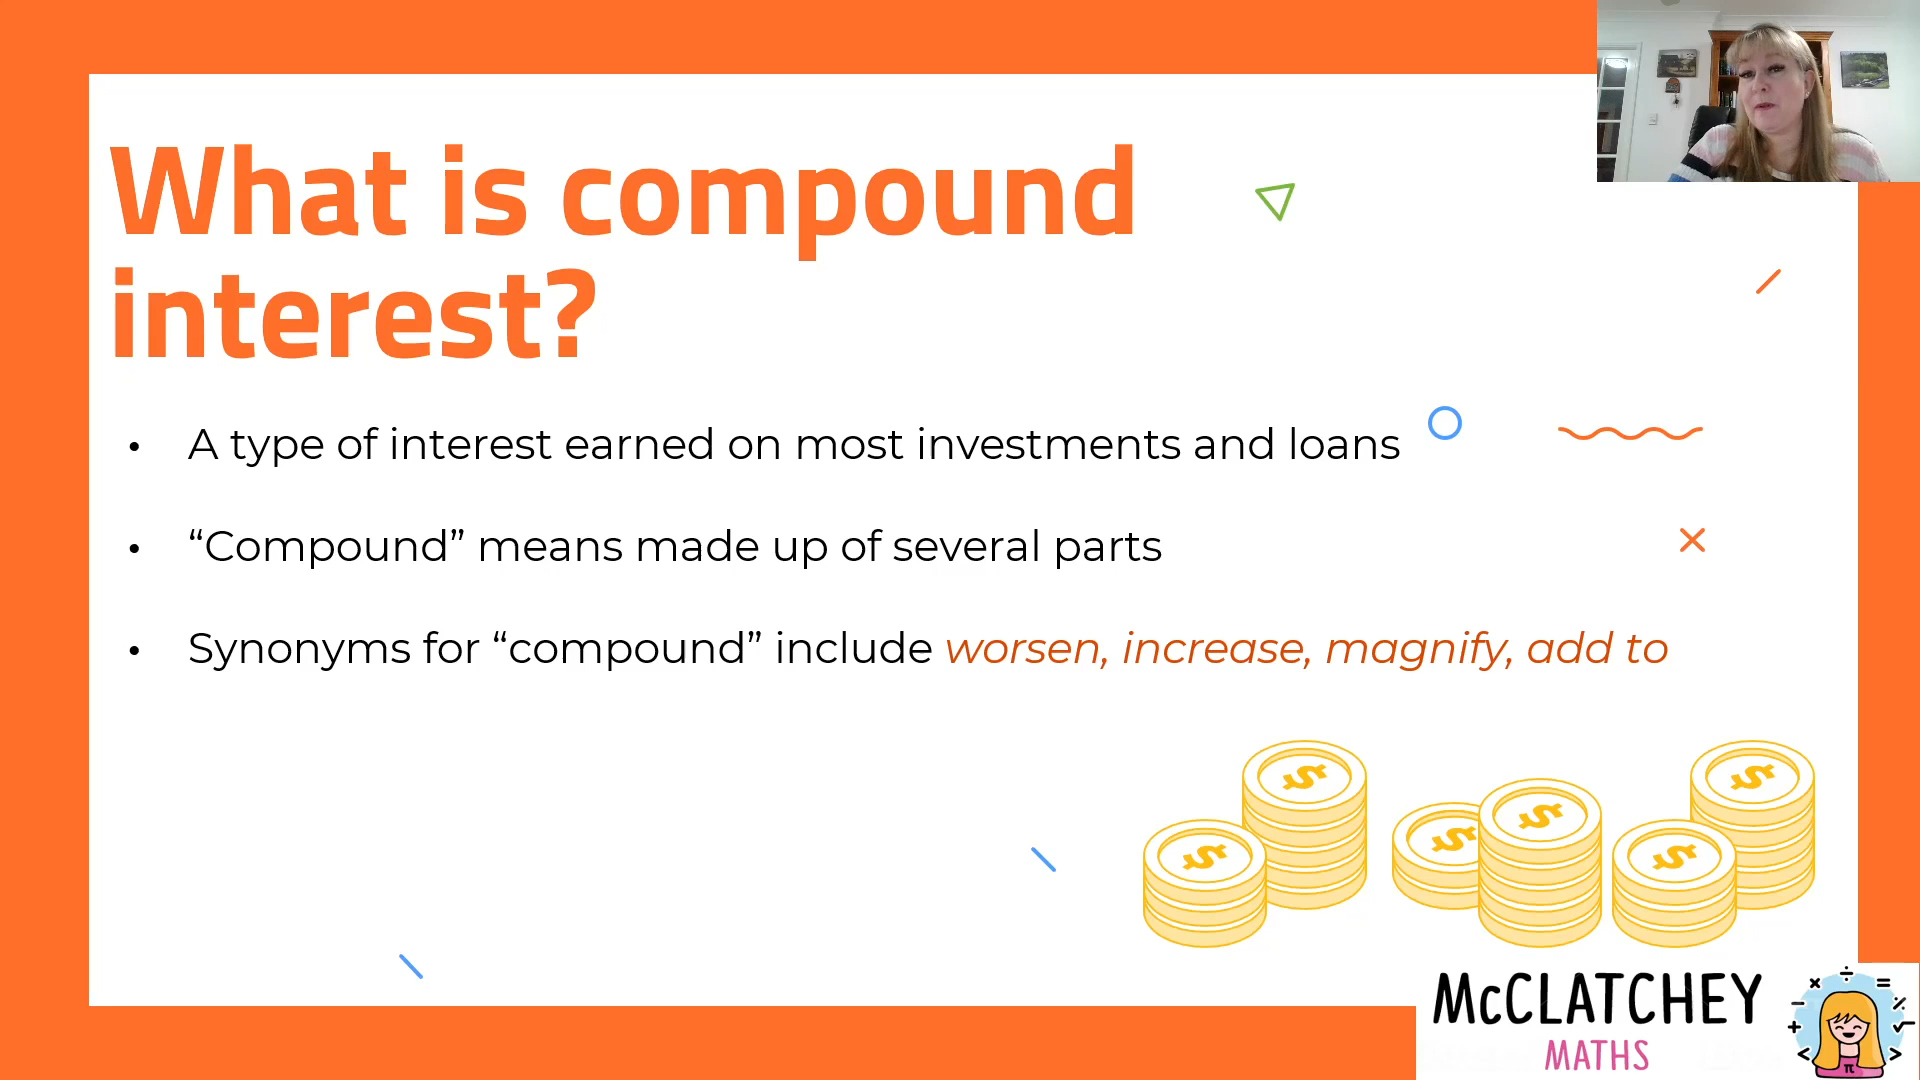 What is compound
interest?
• A type of interest earned on most investments and loans
• “Compound” means made up of several parts
• Synonyms for “compound” include worsen, increase, magnify, add to
$ $ $ $ $ $
McCLATCHEY
MATHS
× ÷ = − % + √ < > π